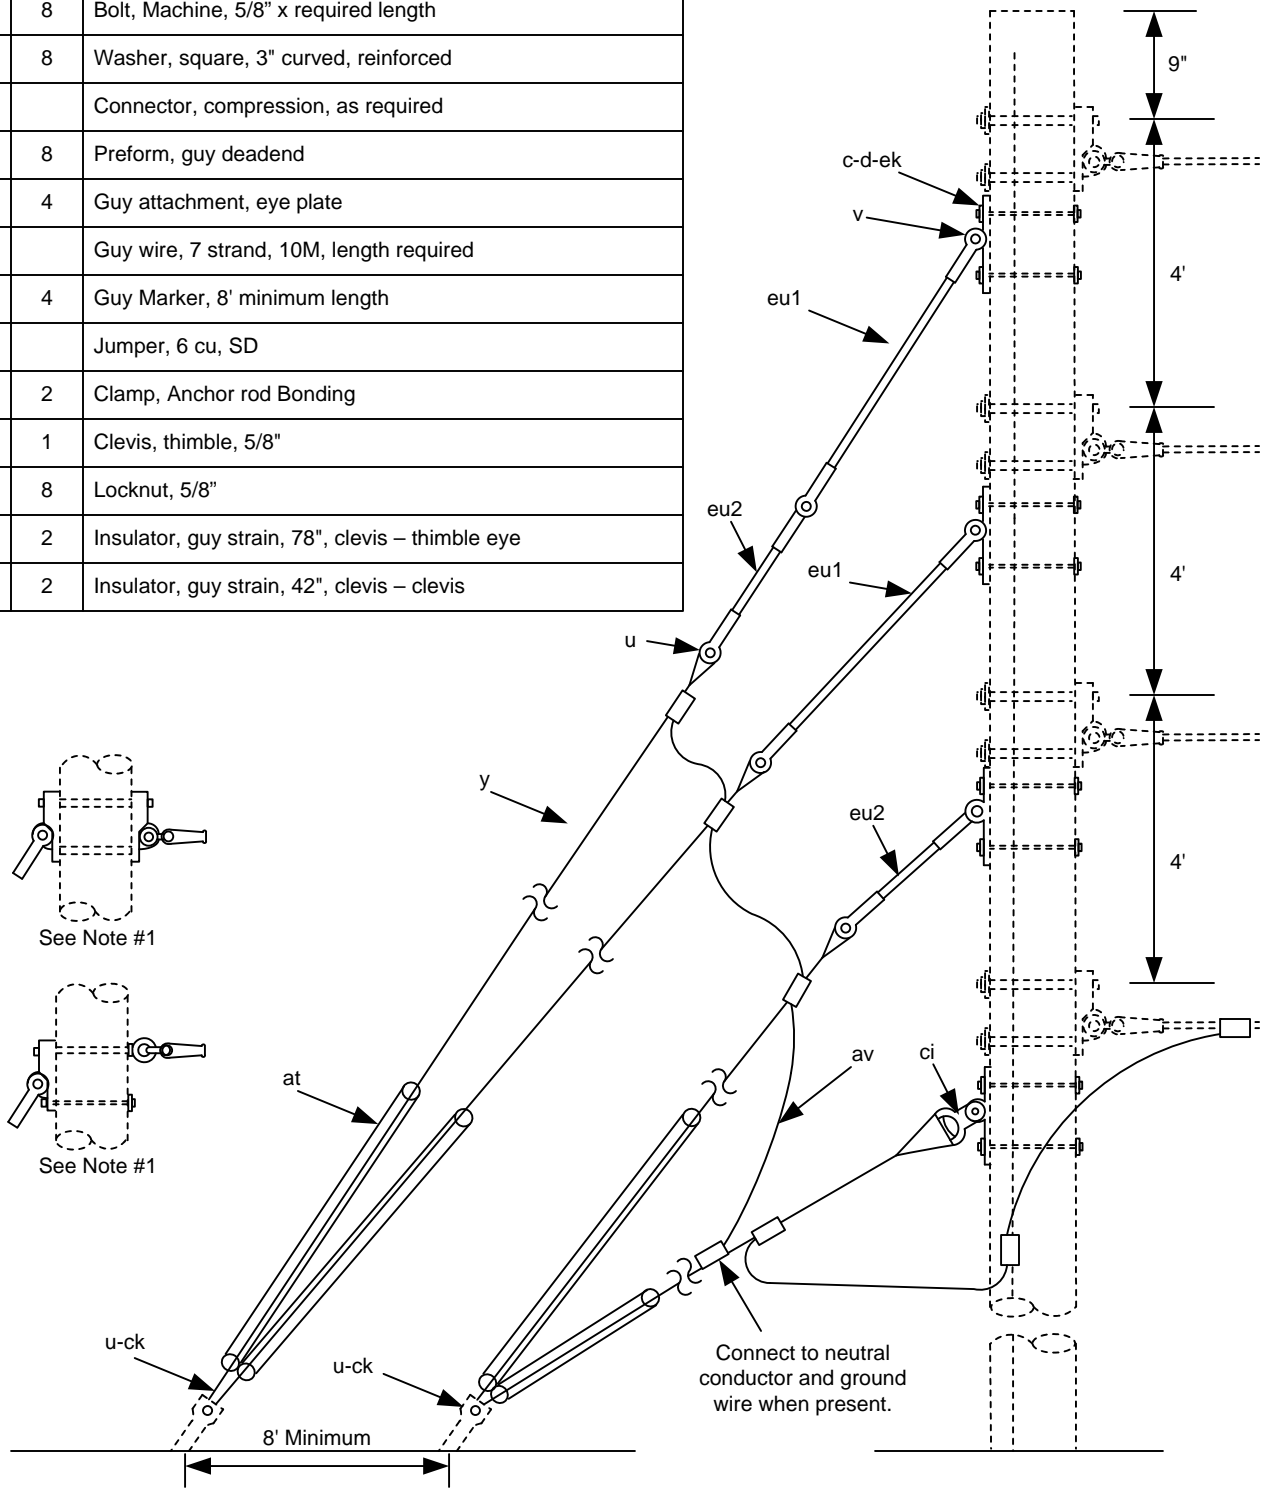 8 Bolt, Machine, 5/8” x required length
8 Washer, square, 3" curved, reinforced
Connector, compression, as required
8 Preform, guy deadend
4 Guy attachment, eye plate
Guy wire, 7 strand, 10M, length required
4 Guy Marker, 8' minimum length
Jumper, 6 cu, SD
2 Clamp, Anchor rod Bonding
1 Clevis, thimble, 5/8"
8 Locknut, 5/8”
2 Insulator, guy strain, 78", clevis – thimble eye
2 Insulator, guy strain, 42", clevis – clevis
9"
c-d-ek
v
4'
eu1
eu2
eu1
4'
u
y
eu2
4'
See Note #1
av
ci
at
See Note #1
u-ck
u-ck
Connect to neutral
conductor and ground
wire when present.
8' Minimum